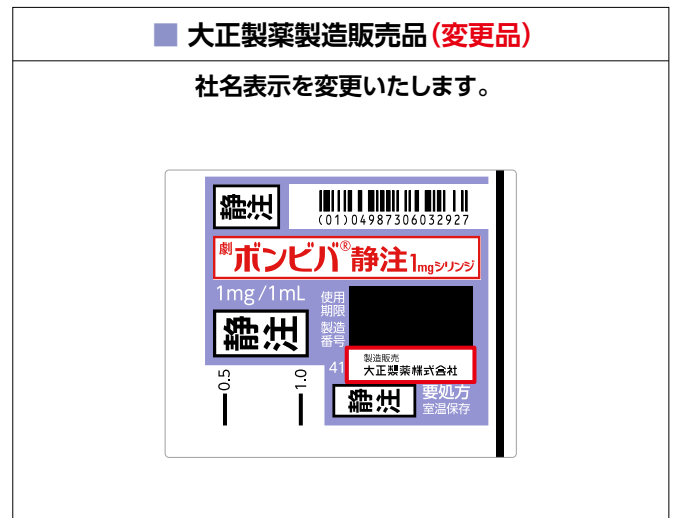 ■ 大正製薬製造販売品(変更品)
社名表示を変更いたします。
静注
(01)04987306032927
劇ボンビバ®静注1mgシリンジ
1mg/1mL
使用
期限
製造
番号
静注
41
製造販売
大正製薬株式会社
0.5
1.0
静注
要処方
室温保存